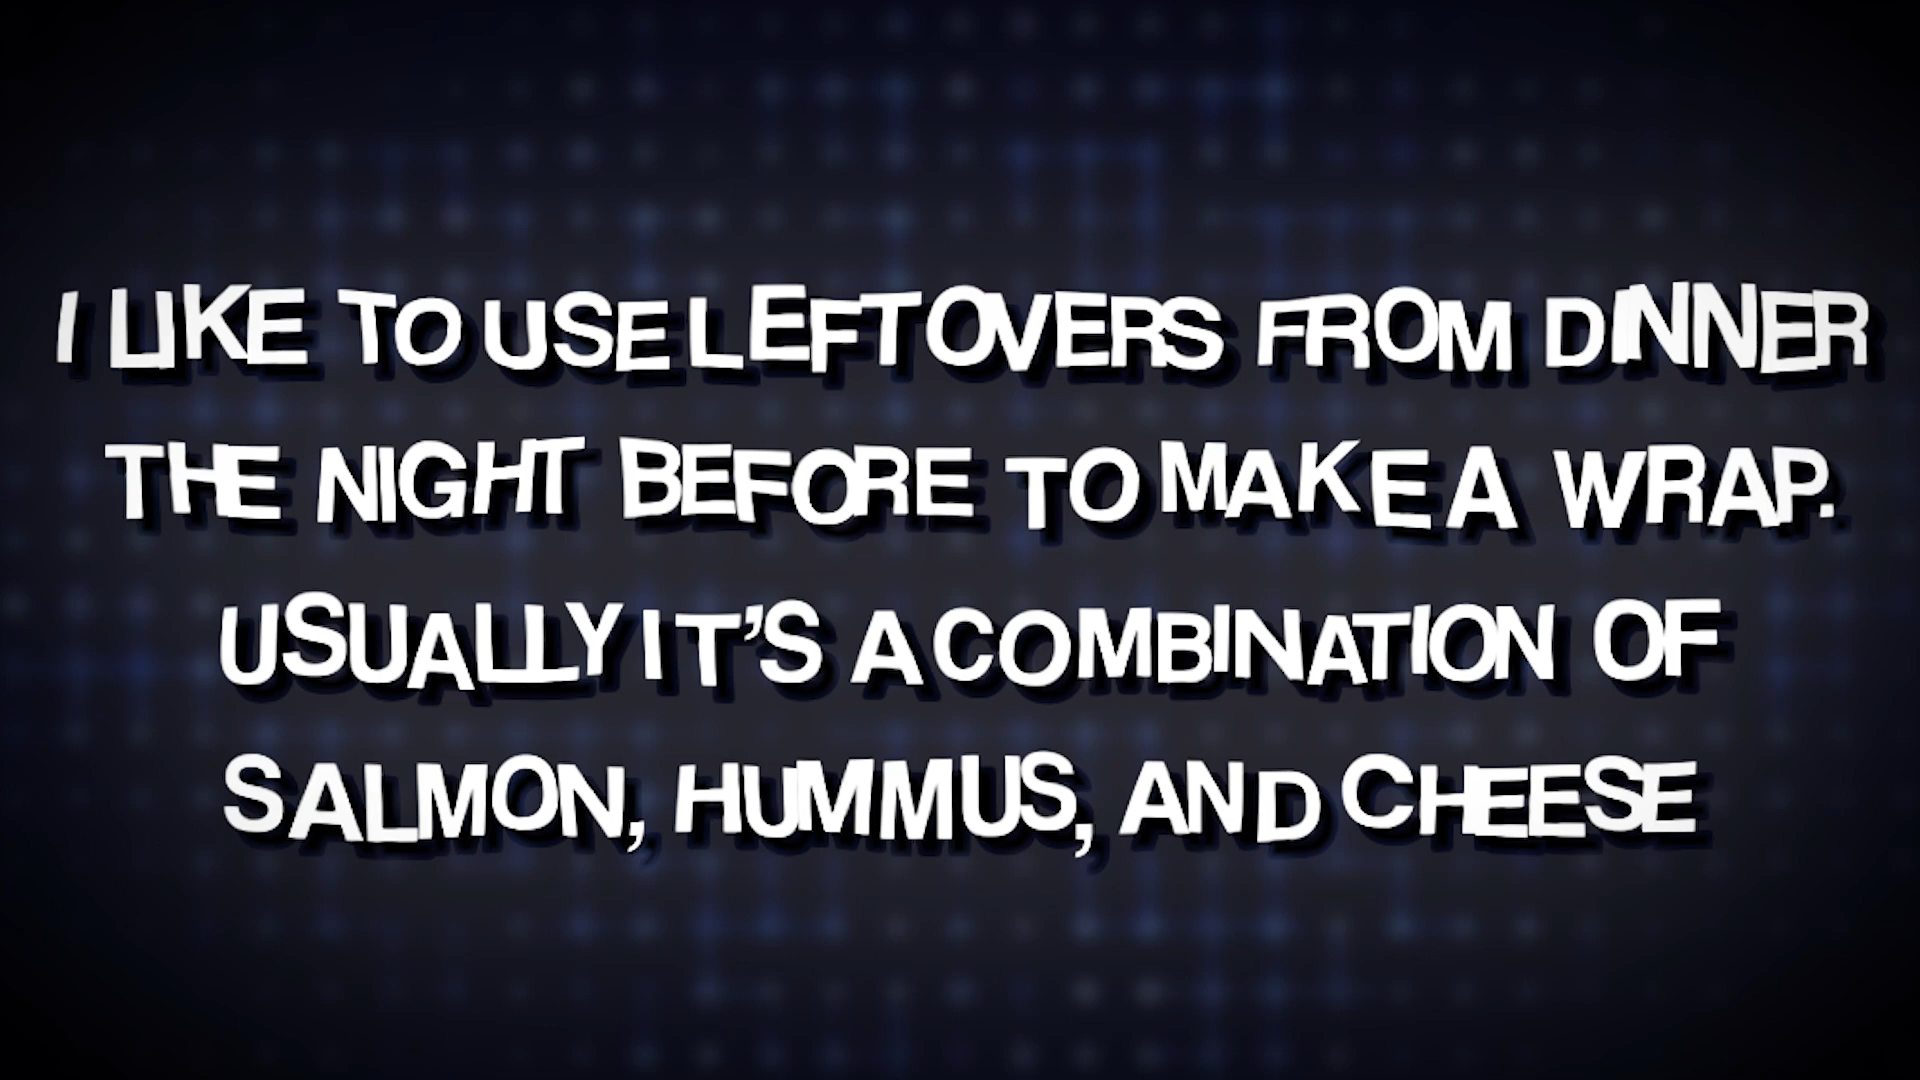 I LIKE TO USE LEFTOVERS FROM DINNER
THE NIGHT BEFORE TO MAKE A WRAP.
USUALLY IT’S A COMBINATION OF
SALMON, HUMMUS, AND CHEESE